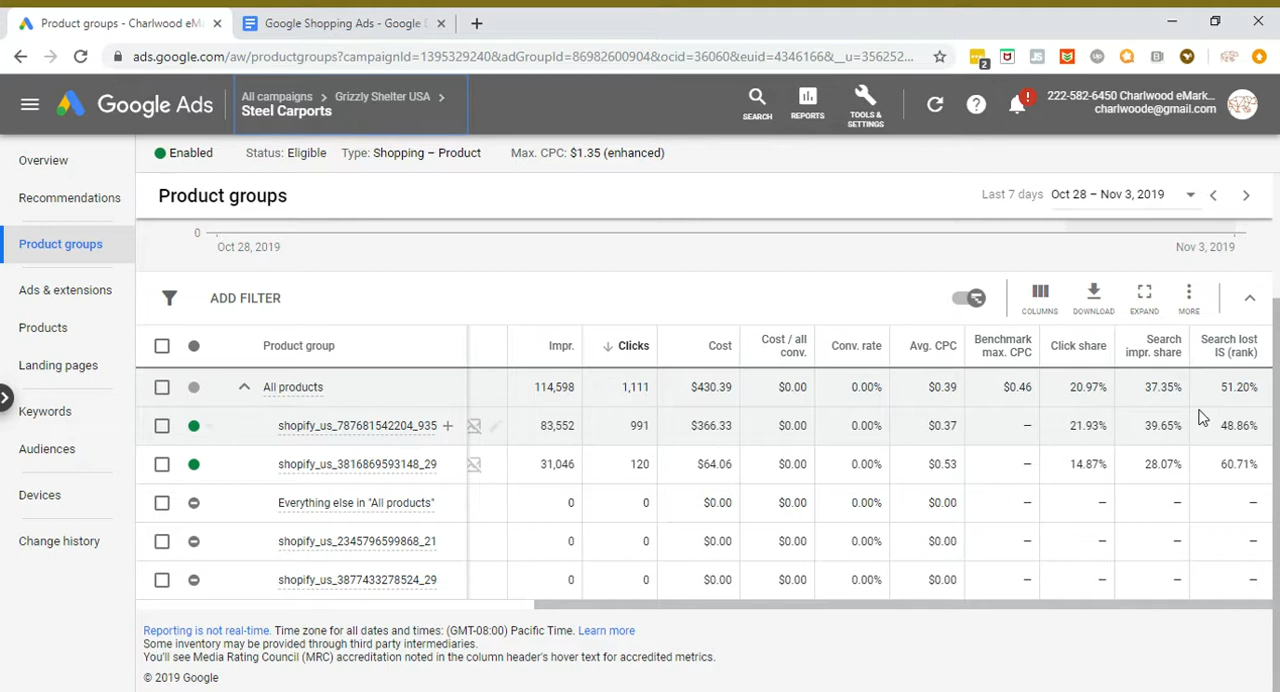 Product groups - Charlwood eMa
Google Shopping Ads - Google D
ads.google.com/aw/productgroups?campaignId=1395329240&adGroupId=86982600904&ocid=36060&euid=4346166&__u=356252...
2
Google Ads
All campaigns > Grizzly Shelter USA >
Steel Carports
SEARCH
REPORTS
TOOLS & SETTINGS
222-582-6450 Charlwood eMark...
charlwoode@gmail.com
Overview
Recommendations
Product groups
Ads & extensions
Products
Landing pages
Keywords
Audiences
Devices
Change history
Enabled Status: Eligible Type: Shopping – Product Max. CPC: $1.35 (enhanced)
Product groups
Last 7 days Oct 28 – Nov 3, 2019
0
Oct 28, 2019 Nov 3, 2019
ADD FILTER
COLUMNS DOWNLOAD EXPAND MORE
Product group Impr. Clicks Cost Cost / all conv. Conv. rate Avg. CPC Benchmark max. CPC Click share Search impr. share Search lost IS (rank)
All products 114,598 1,111 $430.39 $0.00 0.00% $0.39 $0.46 20.97% 37.35% 51.20%
shopify_us_787681542204_935 83,552 991 $366.33 $0.00 0.00% $0.37 – 21.93% 39.65% 48.86%
shopify_us_3816869593148_29 31,046 120 $64.06 $0.00 0.00% $0.53 – 14.87% 28.07% 60.71%
Everything else in "All products" 0 0 $0.00 $0.00 0.00% $0.00 – – – –
shopify_us_2345796599868_21 0 0 $0.00 $0.00 0.00% $0.00 – – – –
shopify_us_3877433278524_29 0 0 $0.00 $0.00 0.00% $0.00 – – – –
Reporting is not real-time. Time zone for all dates and times: (GMT-08:00) Pacific Time. Learn more
Some inventory may be provided through third party intermediaries.
You'll see Media Rating Council (MRC) accreditation noted in the column header's hover text for accredited metrics.
© 2019 Google